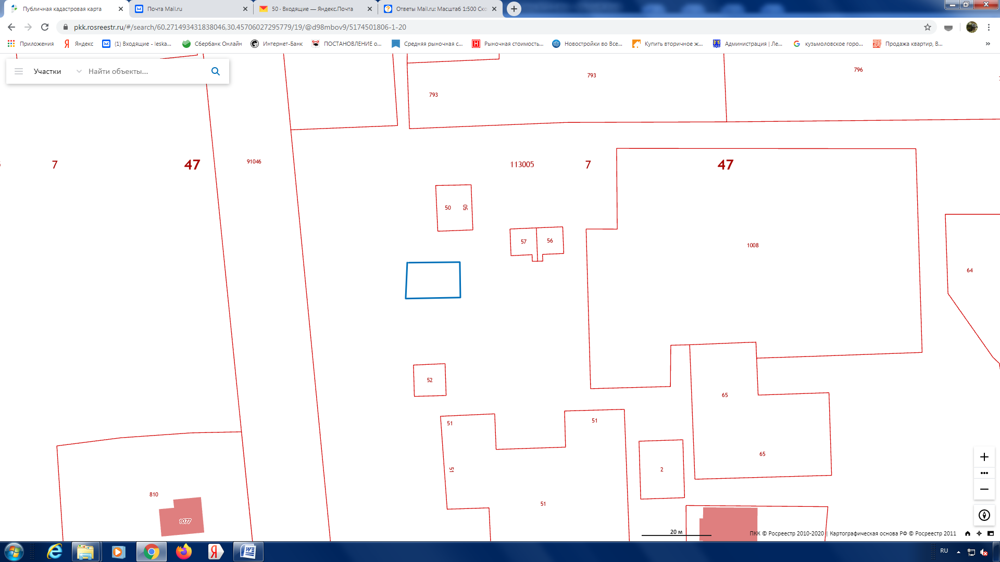 Публичная кадастровая карта
Почта Mail.ru
50 · Входящие — Яндекс.Почта
Ответы Mail.ru: Масштаб 1:500 Ско
pkk.rosreestr.ru/#/search/60.271493431838046,30.45706027295779/19/@d98mbov9/5174501806-1-20
Приложения
Яндекс
(1) Входящие - leska...
Сбербанк Онлайн
Интернет-Банк
ПОСТАНОВЛЕНИЕ о...
Средняя рыночная с...
Рыночная стоимость...
Новостройки во Все...
Купить вторичное ж...
Администрация | Ле...
кузьмоловское горо...
Продажа квартир, В...
Участки
Найти объекты...
793
796
793
7
47
91046
113005
7
47
50
50
57
56
1008
64
52
65
51
51
65
51
2
810
51
1077
20 м
ПКК © Росреестр 2010-2020 | Картографическая основа РФ © Росреестр 2011
RU